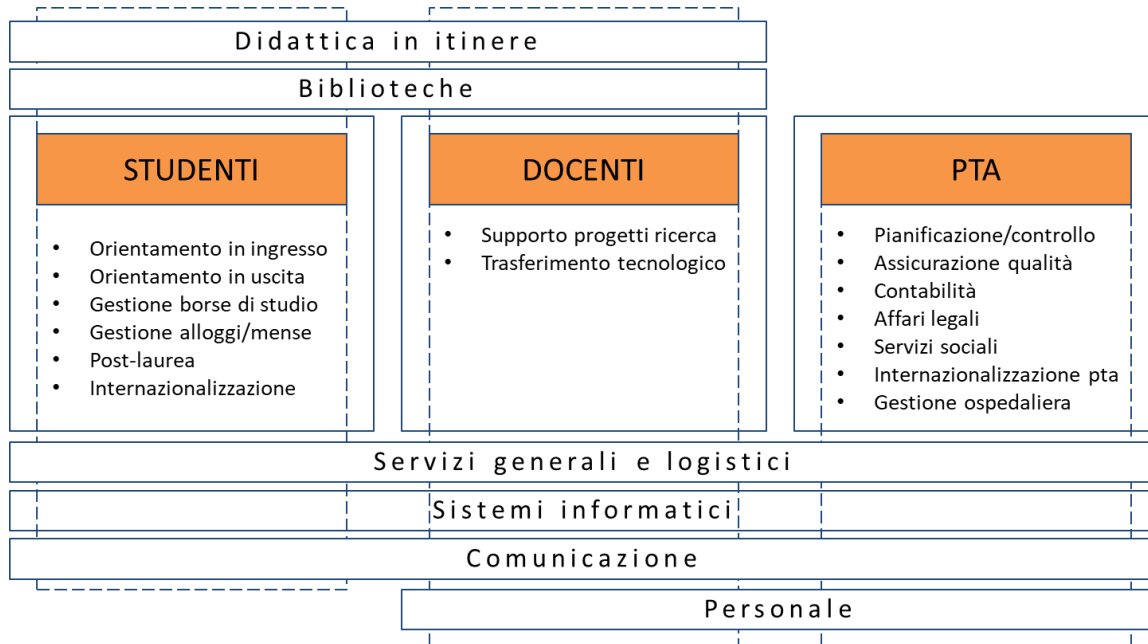 Didattica in itinere
Biblioteche
STUDENTI
• Orientamento in ingresso
• Orientamento in uscita
• Gestione borse di studio
• Gestione alloggi/mense
• Post-laurea
• Internazionalizzazione
DOCENTI
• Supporto progetti ricerca
• Trasferimento tecnologico
PTA
• Pianificazione/controllo
• Assicurazione qualità
• Contabilità
• Affari legali
• Servizi sociali
• Internazionalizzazione pta
• Gestione ospedaliera
Servizi generali e logistici
Sistemi informatici
Comunicazione
Personale